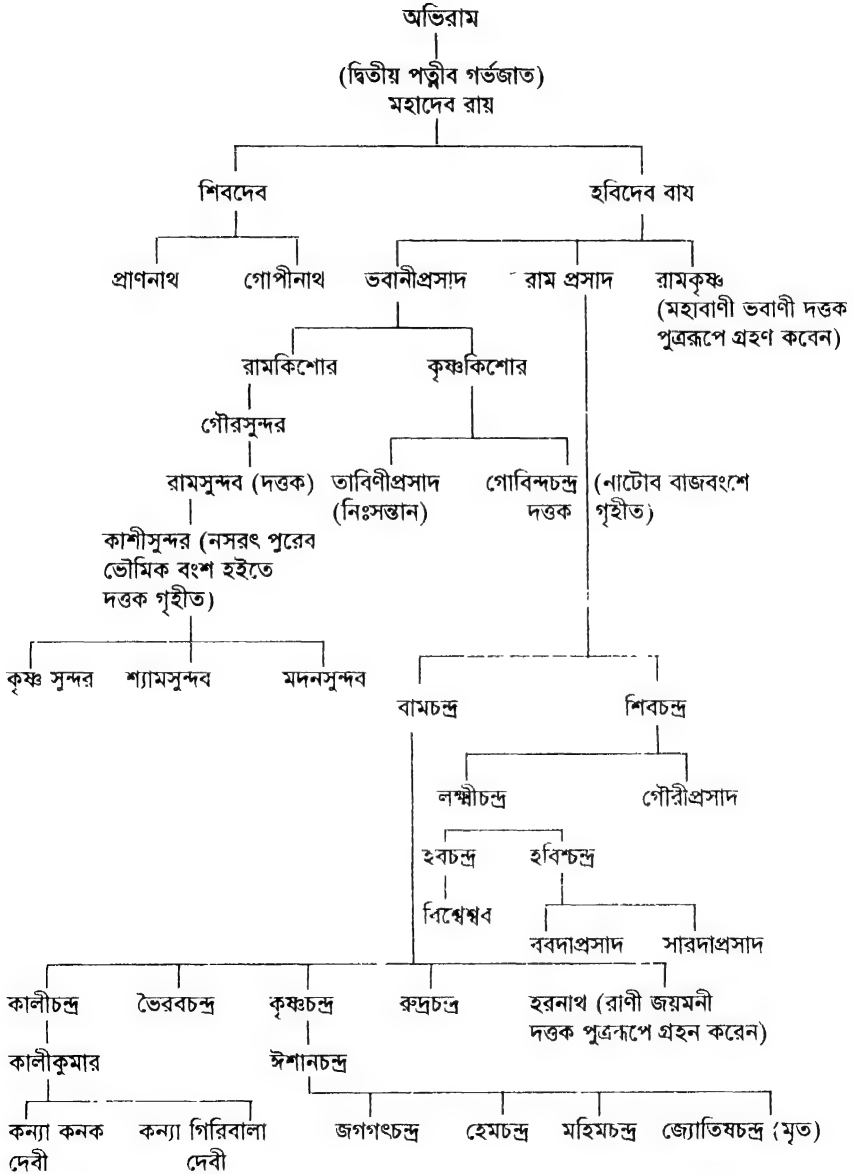 অভিরাম
(দ্বিতীয় পত্নীব গর্ভজাত)
মহাদেব রায়
শিবদেব
হবিদেব বায
প্রাণনাথ
গোপীনাথ
ভবানীপ্রসাদ
রাম প্রসাদ
রামকৃষ্ণ
(মহাবাণী ভবাণী দত্তক
পুত্ররূপে গ্রহণ কবেন)
রামকিশোর
কৃষ্ণকিশোর
গৌরসুন্দর
রামসুন্দব (দত্তক)
তাবিণীপ্রসাদ
(নিঃসন্তান)
গোবিন্দচন্দ্র (নাটোব বাজবংশে
দত্তক গৃহীত)
কাশীসুন্দর (নসরৎ পুরেব
ভৌমিক বংশ হইতে
দত্তক গৃহীত)
কৃষ্ণ সুন্দর
শ্যামসুন্দব
মদনসুন্দব
বামচন্দ্র
শিবচন্দ্র
লক্ষ্মীচন্দ্র
গৌরীপ্রসাদ
হবচন্দ্র
হবিশ্চন্দ্র
বিশ্বেশ্বব
ববদাপ্রসাদ
সারদাপ্রসাদ
কালীচন্দ্র
ভৈরবচন্দ্র
কৃষ্ণচন্দ্র
রুদ্রচন্দ্র
হরনাথ (রাণী জয়মনী
দত্তক পুত্ররূপে গ্রহন করেন)
কালীকুমার
ঈশানচন্দ্র
কন্যা কনক
দেবী
কন্যা গিরিবালা
দেবী
জগগৎচন্দ্র
হেমচন্দ্র
মহিমচন্দ্র
জ্যোতিষচন্দ্র (মৃত)